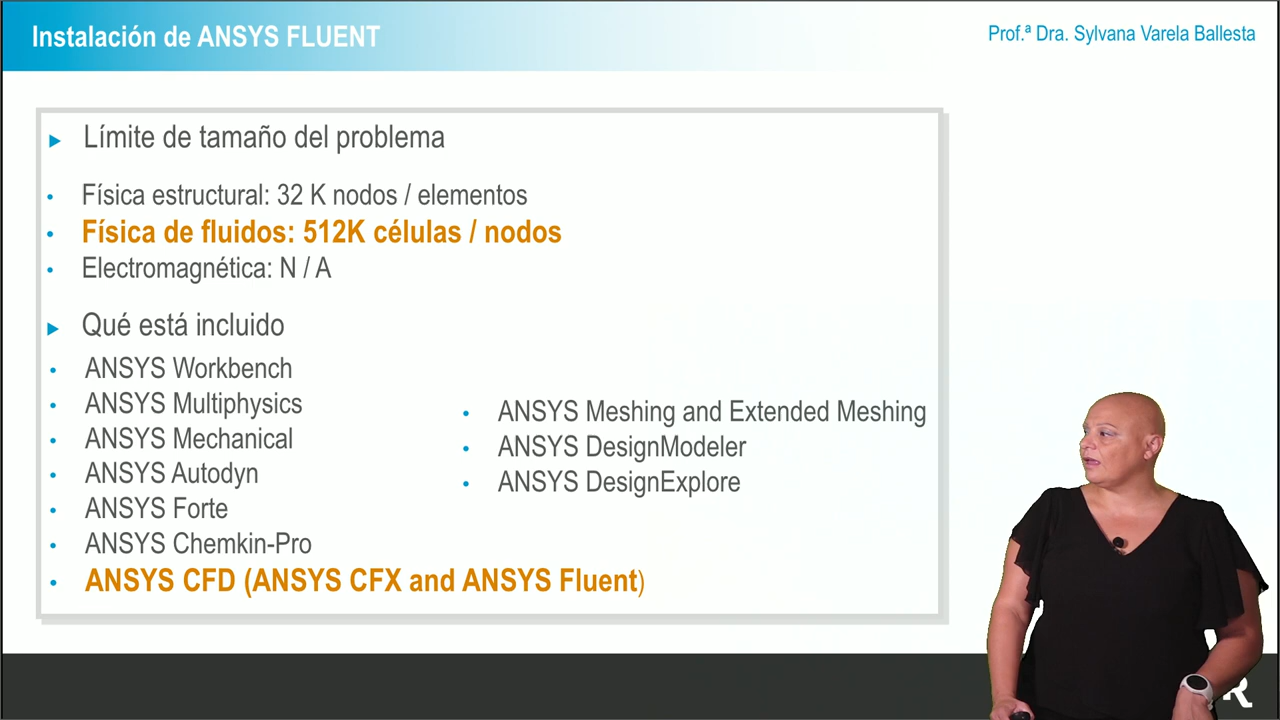 Instalación de ANSYS FLUENT
Prof.ª Dra. Sylvana Varela Ballesta
Límite de tamaño del problema
Física estructural: 32 K nodos / elementos
Física de fluidos: 512K células / nodos
Electromagnética: N / A
Qué está incluido
ANSYS Workbench
ANSYS Multiphysics
ANSYS Mechanical
ANSYS Autodyn
ANSYS Forte
ANSYS Chemkin-Pro
ANSYS CFD (ANSYS CFX and ANSYS Fluent)
ANSYS Meshing and Extended Meshing
ANSYS DesignModeler
ANSYS DesignExplore